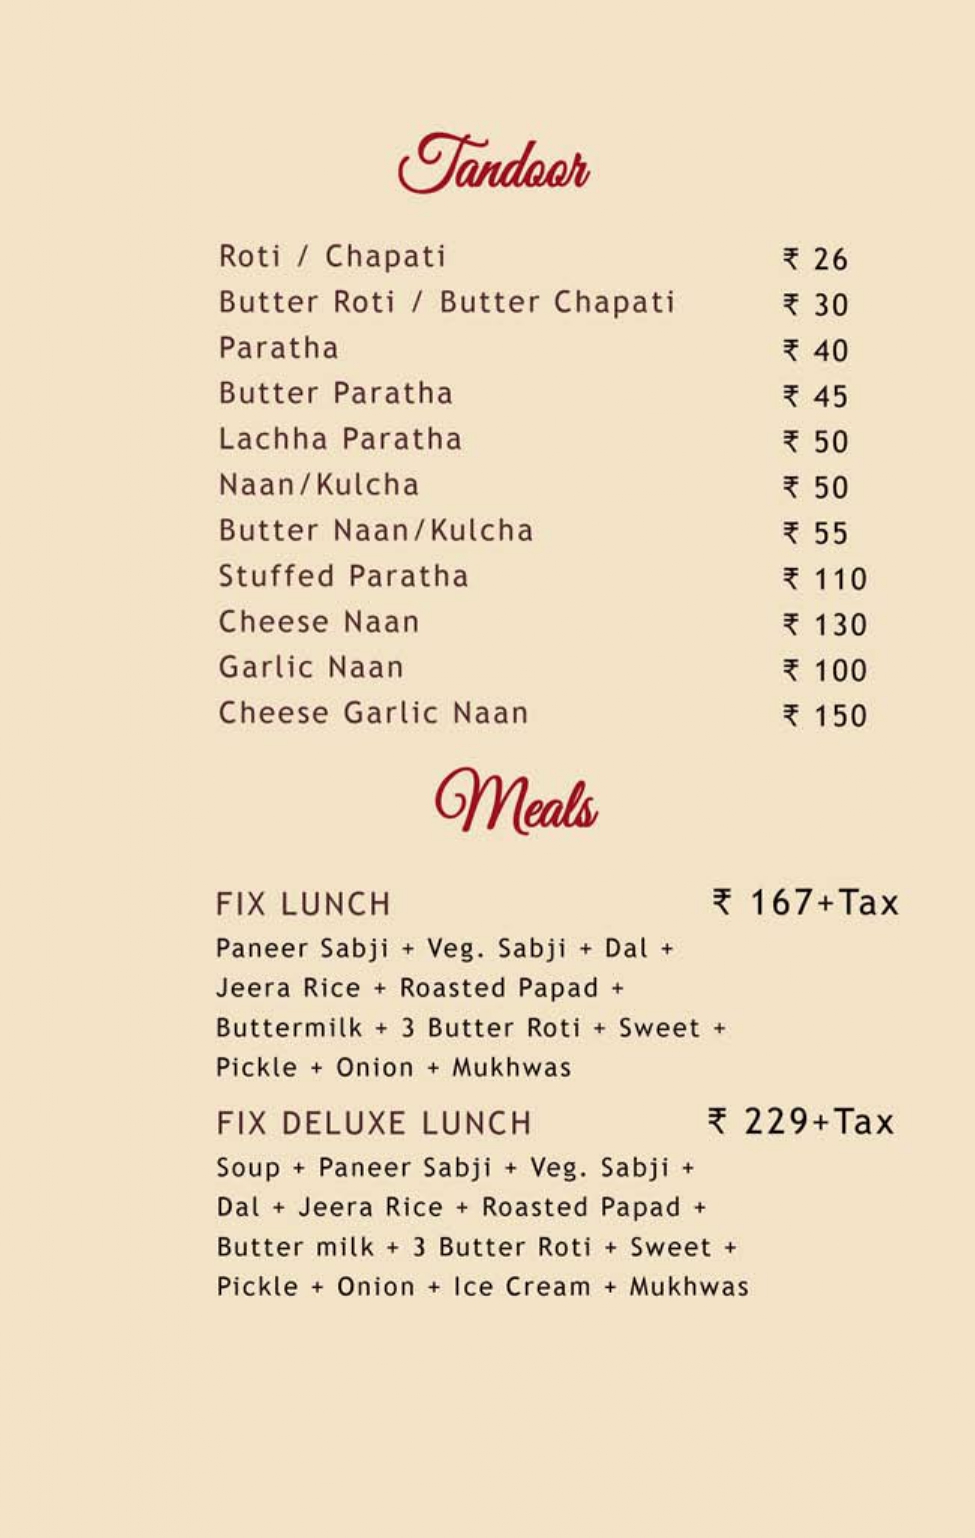 Tandoor
Roti / Chapati ₹ 26
Butter Roti / Butter Chapati ₹ 30
Paratha ₹ 40
Butter Paratha ₹ 45
Lachha Paratha ₹ 50
Naan/Kulcha ₹ 50
Butter Naan/Kulcha ₹ 55
Stuffed Paratha ₹ 110
Cheese Naan ₹ 130
Garlic Naan ₹ 100
Cheese Garlic Naan ₹ 150
Meals
FIX LUNCH ₹ 167+Tax
Paneer Sabji + Veg. Sabji + Dal +
Jeera Rice + Roasted Papad +
Buttermilk + 3 Butter Roti + Sweet +
Pickle + Onion + Mukhwas
FIX DELUXE LUNCH ₹ 229+Tax
Soup + Paneer Sabji + Veg. Sabji +
Dal + Jeera Rice + Roasted Papad +
Butter milk + 3 Butter Roti + Sweet +
Pickle + Onion + Ice Cream + Mukhwas